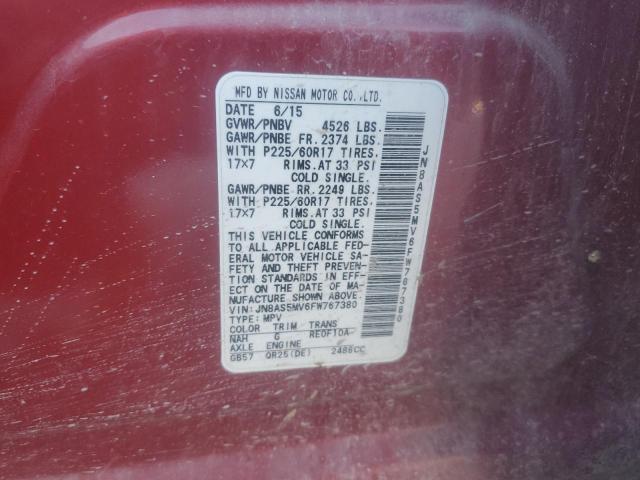 MFD BY NISSAN MOTOR CO.,LTD.
DATE 6/15
GVWR/PNBV 4526 LBS.
GAWR/PNBE FR. 2374 LBS.
WITH P225/60R17 TIRES.
17X7 RIMS. AT 33 PSI
COLD SINGLE.
GAWR/PNBE RR. 2249 LBS.
WITH P225/60R17 TIRES.
17X7 RIMS. AT 33 PSI
COLD SINGLE.
THIS VEHICLE CONFORMS
TO ALL APPLICABLE FED-
ERAL MOTOR VEHICLE SA-
FETY AND THEFT PREVEN-
TION STANDARDS IN EFF-
ECT ON THE DATE OF MA-
NUFACTURE SHOWN ABOVE.
VIN:JN8AS5MV6FW767380
TYPE:MPV
COLOR TRIM TRANS
NAH G RE0F10A
AXLE ENGINE
GB57 QR25(DE) 2488CC
JN8AS5MV6FW767380